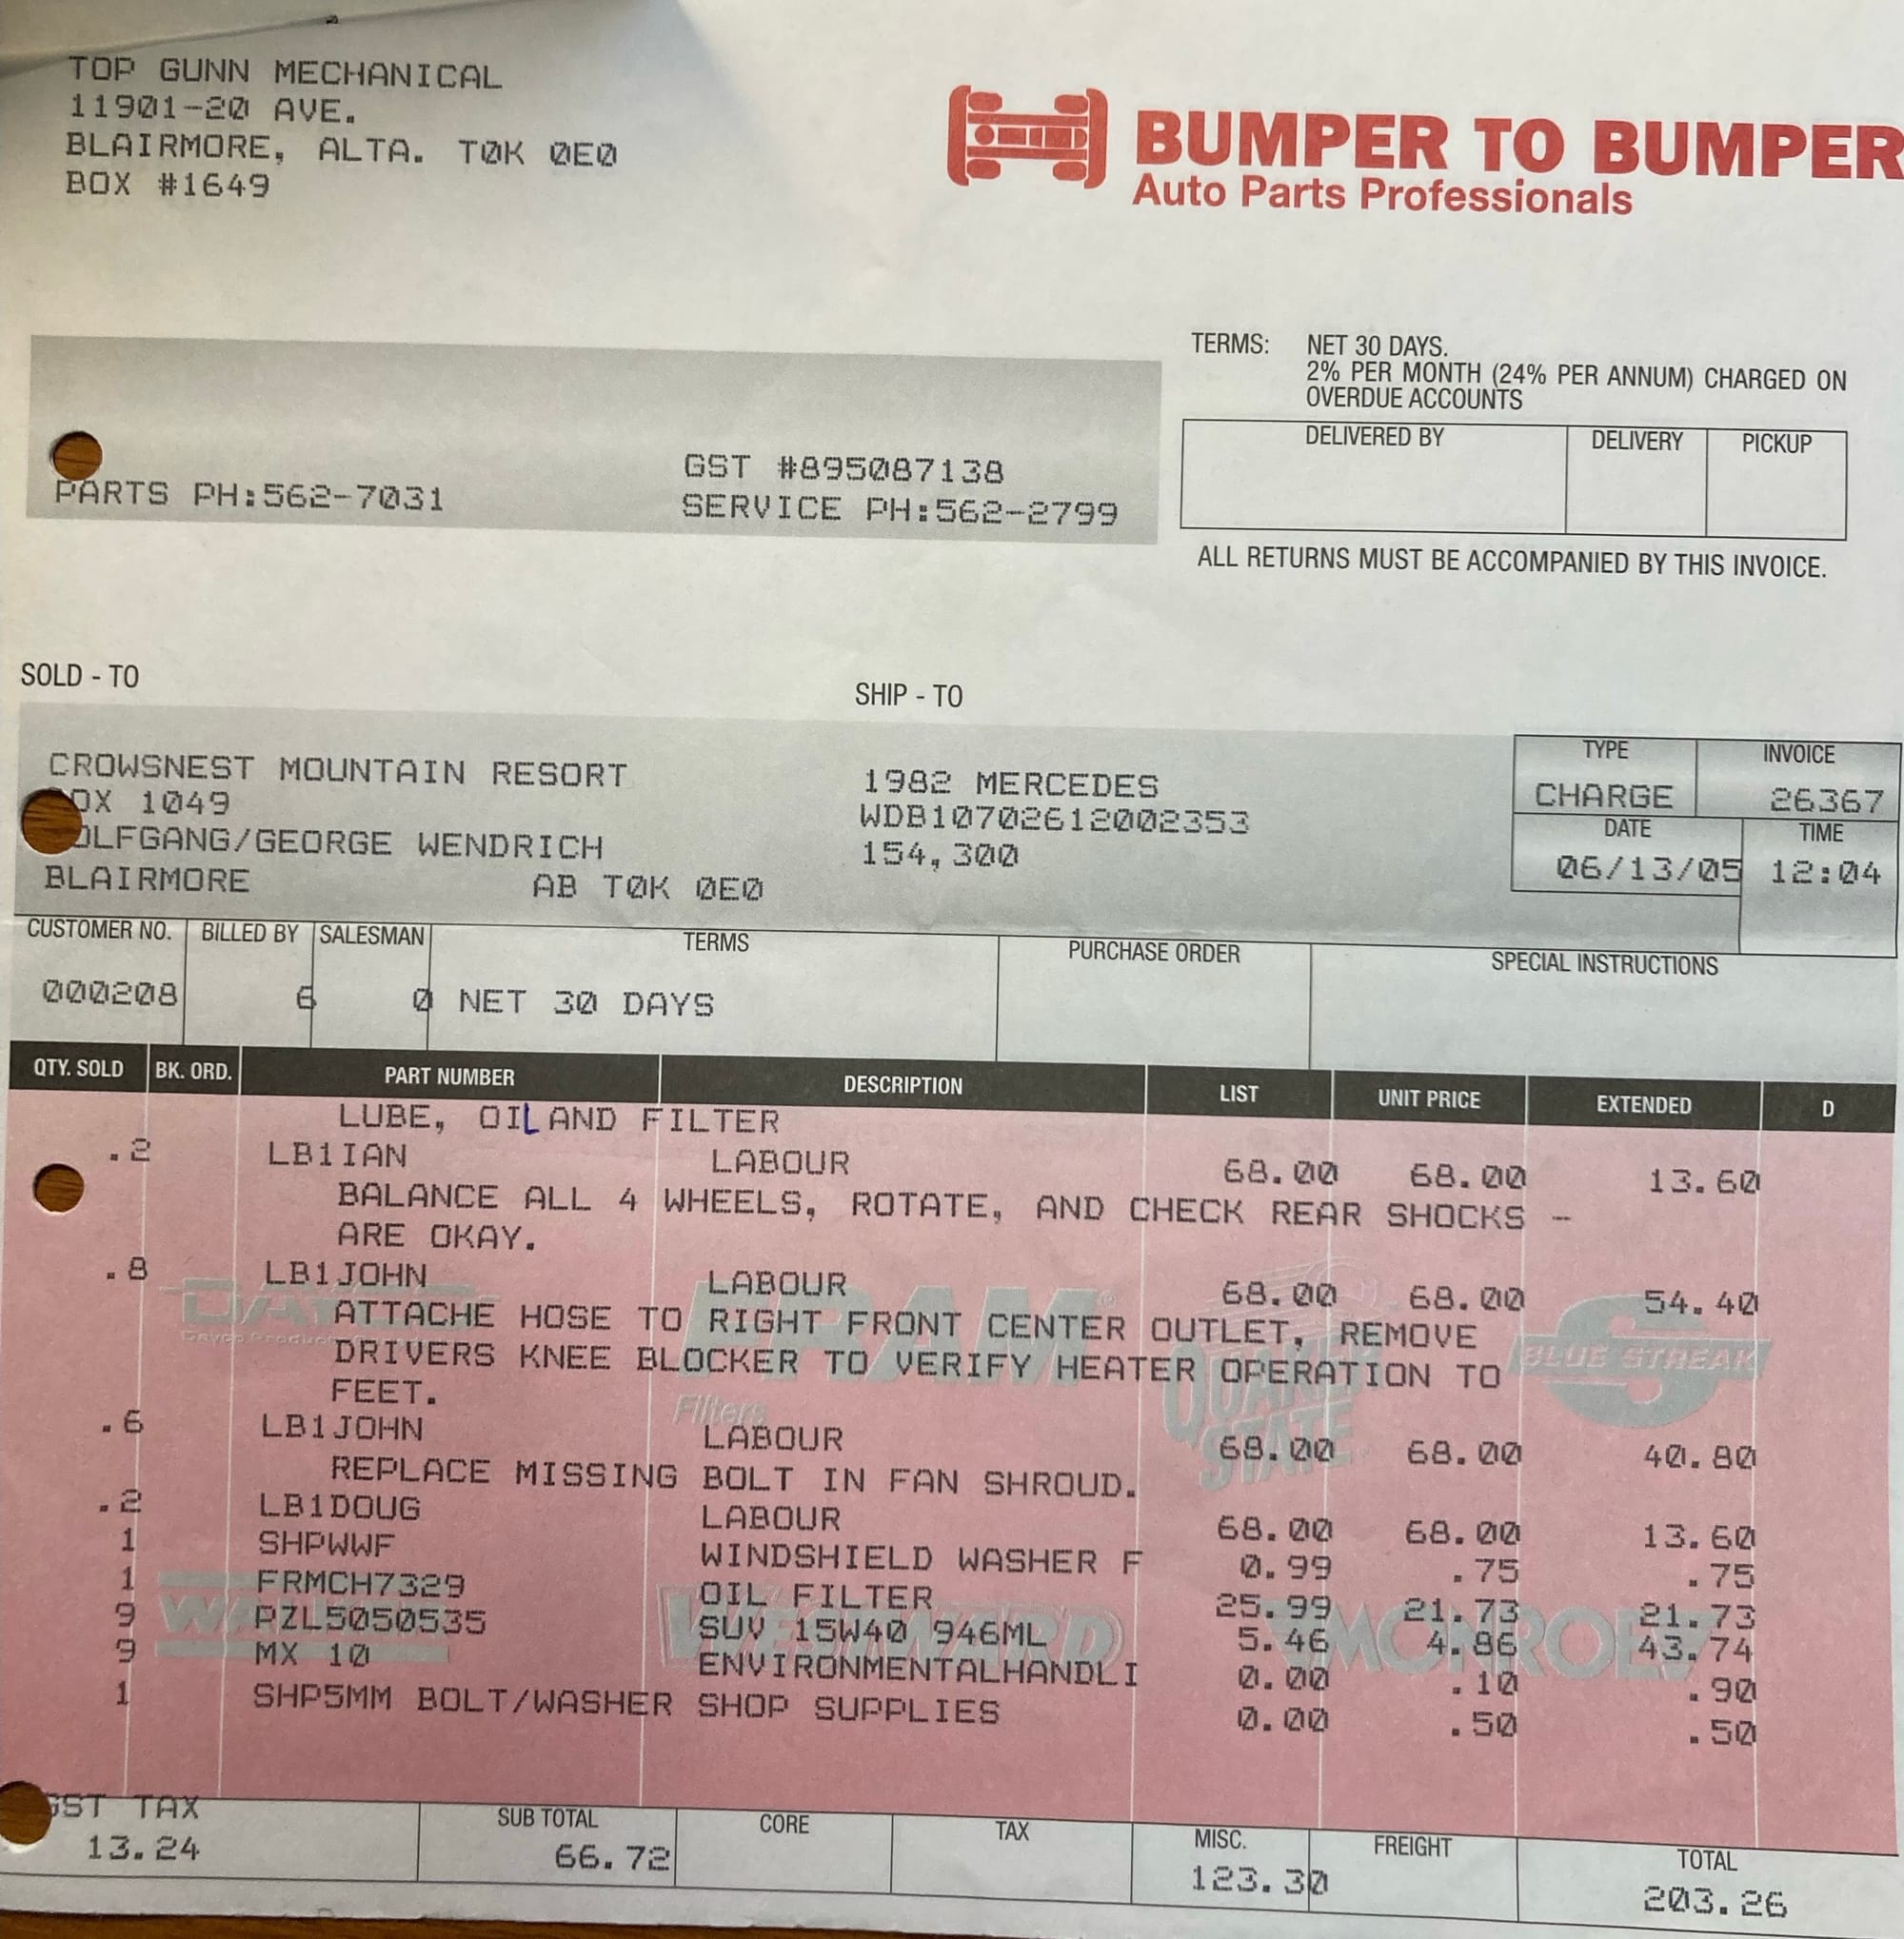 TOP GUNN MECHANICAL
11901-20 AVE.
BLAIRMORE, ALTA. T0K 0E0
BOX #1649
BUMPER TO BUMPER
Auto Parts Professionals
TERMS: NET 30 DAYS.
2% PER MONTH (24% PER ANNUM) CHARGED ON
OVERDUE ACCOUNTS
DELIVERED BY DELIVERY PICKUP
GST #895087138
PARTS PH:562-7031 SERVICE PH:562-2799
ALL RETURNS MUST BE ACCOMPANIED BY THIS INVOICE.
SOLD - TO SHIP - TO
TYPE INVOICE
CROWSNEST MOUNTAIN RESORT 1982 MERCEDES CHARGE 26367
OX 1049 WDB10702612002353
DATE TIME
OLFGANG/GEORGE WENDRICH 154,300 06/13/05 12:04
BLAIRMORE AB T0K 0E0
CUSTOMER NO. BILLED BY SALESMAN TERMS PURCHASE ORDER SPECIAL INSTRUCTIONS
000208 6 0 NET 30 DAYS
QTY. SOLD BK. ORD. PART NUMBER DESCRIPTION LIST UNIT PRICE EXTENDED D
LUBE, OIL AND FILTER
.2 LB1IAN LABOUR 68.00 68.00 13.60
BALANCE ALL 4 WHEELS, ROTATE, AND CHECK REAR SHOCKS -
ARE OKAY.
.8 LB1JOHN LABOUR 68.00 68.00 54.40
ATTACHE HOSE TO RIGHT FRONT CENTER OUTLET, REMOVE
DRIVERS KNEE BLOCKER TO VERIFY HEATER OPERATION TO
FEET.
BLUE STREAK
Filters
QUAKER
STATE
.6 LB1JOHN LABOUR 68.00 68.00 40.80
REPLACE MISSING BOLT IN FAN SHROUD.
.2 LB1DOUG LABOUR 68.00 68.00 13.60
1 SHPWWF WINDSHIELD WASHER F 0.99 .75 .75
1 FRMCH7329 OIL FILTER 25.99 21.73 21.73
9 PZL5050535 SUV 15W40 946ML 5.46 4.86 43.74
9 MX 10 ENVIRONMENTALHANDLI 0.00 .10 .90
1 SHP5MM BOLT/WASHER SHOP SUPPLIES 0.00 .50 .50
MONROE
GST TAX SUB TOTAL CORE TAX MISC. FREIGHT TOTAL
13.24 66.72 123.30 203.26